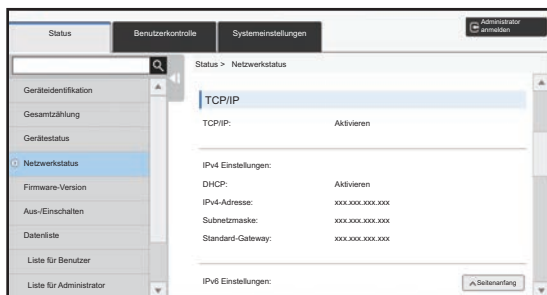 Status
Benutzerkontrolle
Systemeinstellungen
Administrator
anmelden
Status > Netzwerkstatus
Geräteidentifikation
Gesamtzählung
Gerätestatus
Netzwerkstatus
Firmware-Version
Aus-/Einschalten
Datenliste
Liste für Benutzer
Liste für Administrator
TCP/IP
TCP/IP: Aktivieren
IPv4 Einstellungen:
DHCP: Aktivieren
IPv4-Adresse: xxx.xxx.xxx.xxx
Subnetzmaske: xxx.xxx.xxx.xxx
Standard-Gateway: xxx.xxx.xxx.xxx
IPv6 Einstellungen:
Seitenanfang